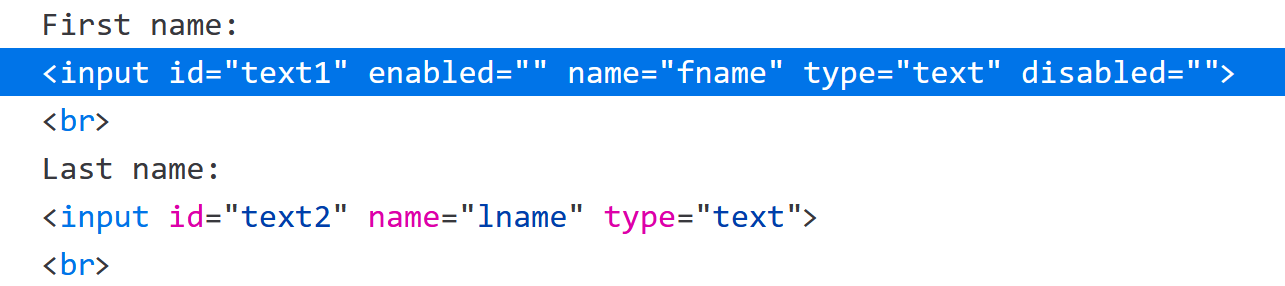 First name:
<input id="text1" enabled="" name="fname" type="text" disabled="">
<br>
Last name:
<input id="text2" name="lname" type="text">
<br>